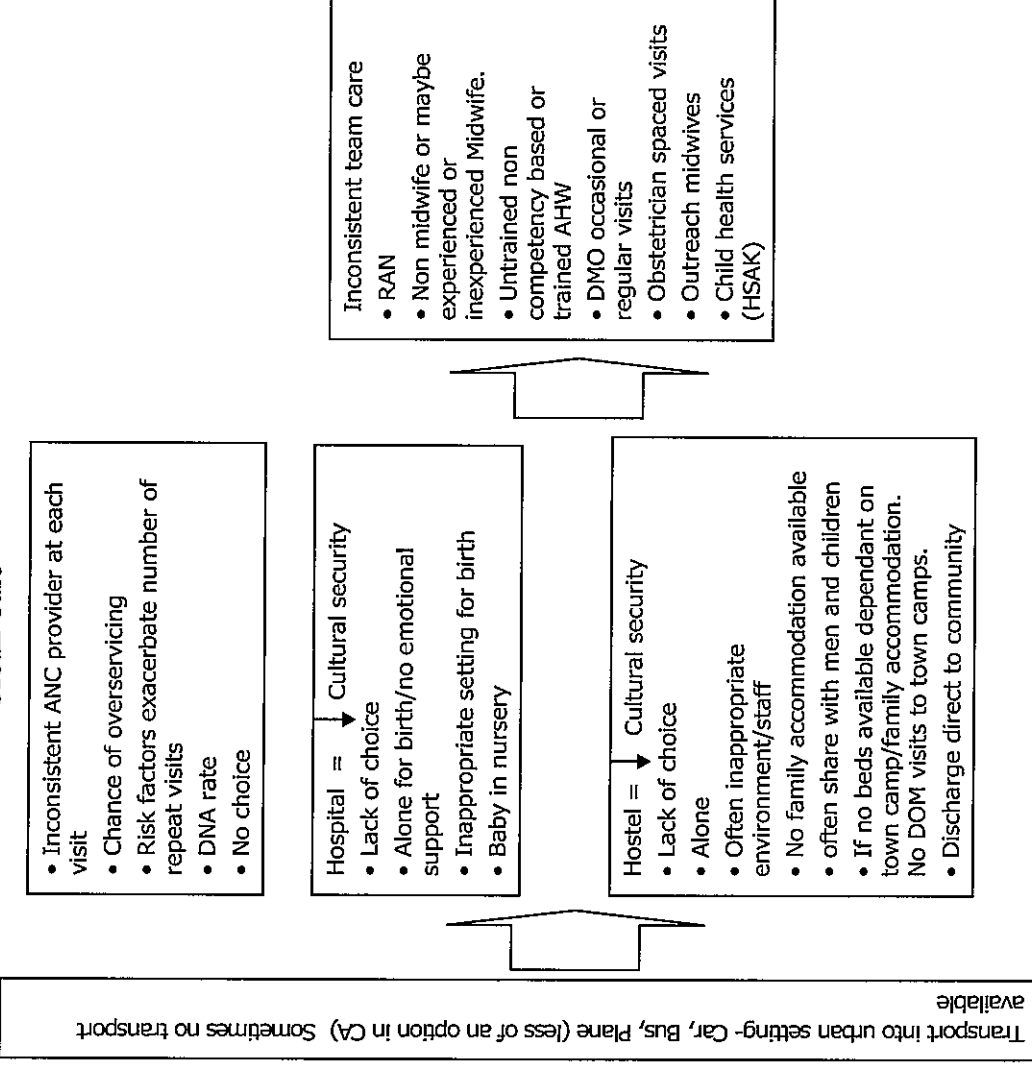 Transport into urban setting- Car, Bus, Plane (less of an option in CA) Sometimes no transport
available
• Inconsistent ANC provider at each
visit
• Chance of overservicing
• Risk factors exacerbate number of
repeat visits
• DNA rate
• No choice
Hospital = Cultural security
• Lack of choice
• Alone for birth/no emotional
support
• Inappropriate setting for birth
• Baby in nursery
Hostel = Cultural security
• Lack of choice
• Alone
• Often inappropriate
environment/staff
• No family accommodation available
• often share with men and children
• If no beds available dependant on
town camp/family accommodation.
No DOM visits to town camps.
• Discharge direct to community
Inconsistent team care
• RAN
• Non midwife or maybe
experienced or
inexperienced Midwife.
• Untrained non
competency based or
trained AHW
• DMO occasional or
regular visits
• Obstetrician spaced visits
• Outreach midwives
• Child health services
(HSAK)